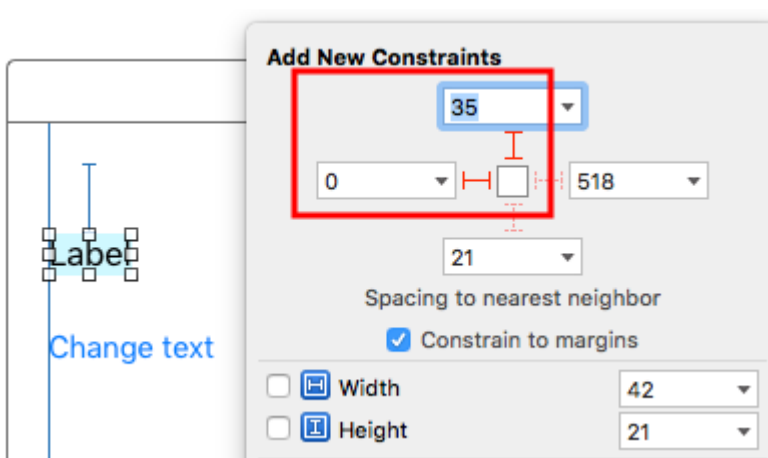 Add New Constraints
35
0
518
Label
21
Spacing to nearest neighbor
Change text
Constrain to margins
Width
42
Height
21